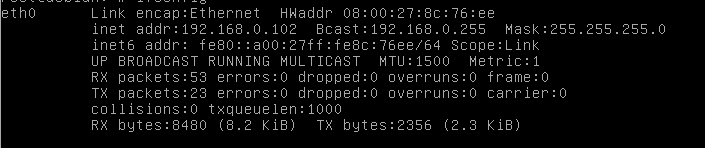 eth0      Link encap:Ethernet  HWaddr 08:00:27:8c:76:ee
          inet addr:192.168.0.102  Bcast:192.168.0.255  Mask:255.255.255.0
          inet6 addr: fe80::a00:27ff:fe8c:76ee/64 Scope:Link
          UP BROADCAST RUNNING MULTICAST  MTU:1500  Metric:1
          RX packets:53 errors:0 dropped:0 overruns:0 frame:0
          TX packets:23 errors:0 dropped:0 overruns:0 carrier:0
          collisions:0 txqueuelen:1000
          RX bytes:8480 (8.2 KiB)  TX bytes:2356 (2.3 KiB)